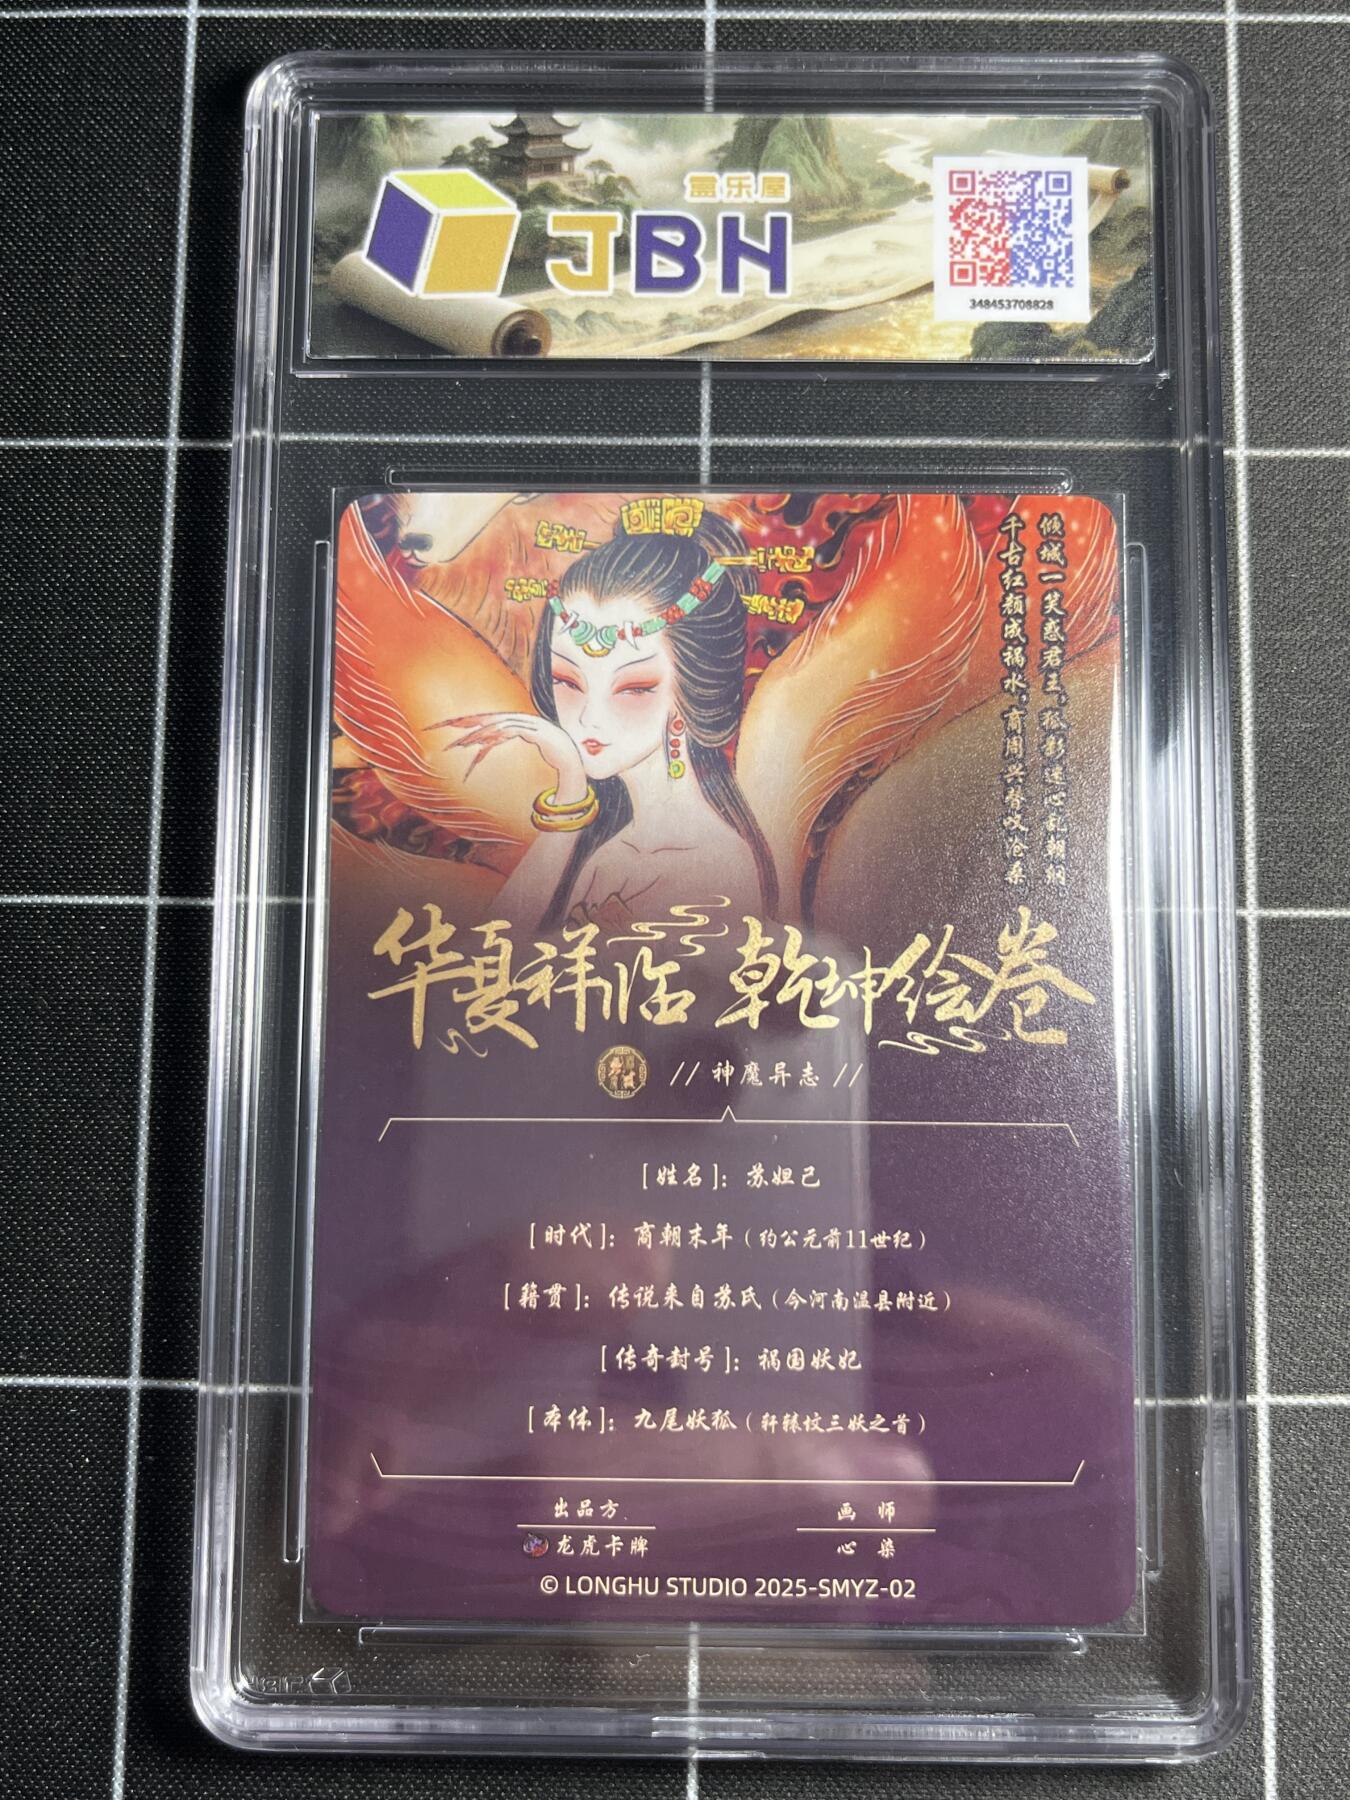 盒乐屋
JBH
348453708828
倾城一笑惑君王，狐影迷心乱朝纲
千古红颜成祸水，商周兴替叹沧桑
华夏祥临 乾坤绘卷
// 神魔异志 //
[姓名]：苏妲己
[时代]：商朝末年（约公元前11世纪）
[籍贯]：传说来自苏氏（今河南温县附近）
[传奇封号]：祸国妖妃
[本体]：九尾妖狐（轩辕坟三妖之首）
出品方
龙虎卡牌
画 师
心 染
© LONGHU STUDIO 2025-SMYZ-02